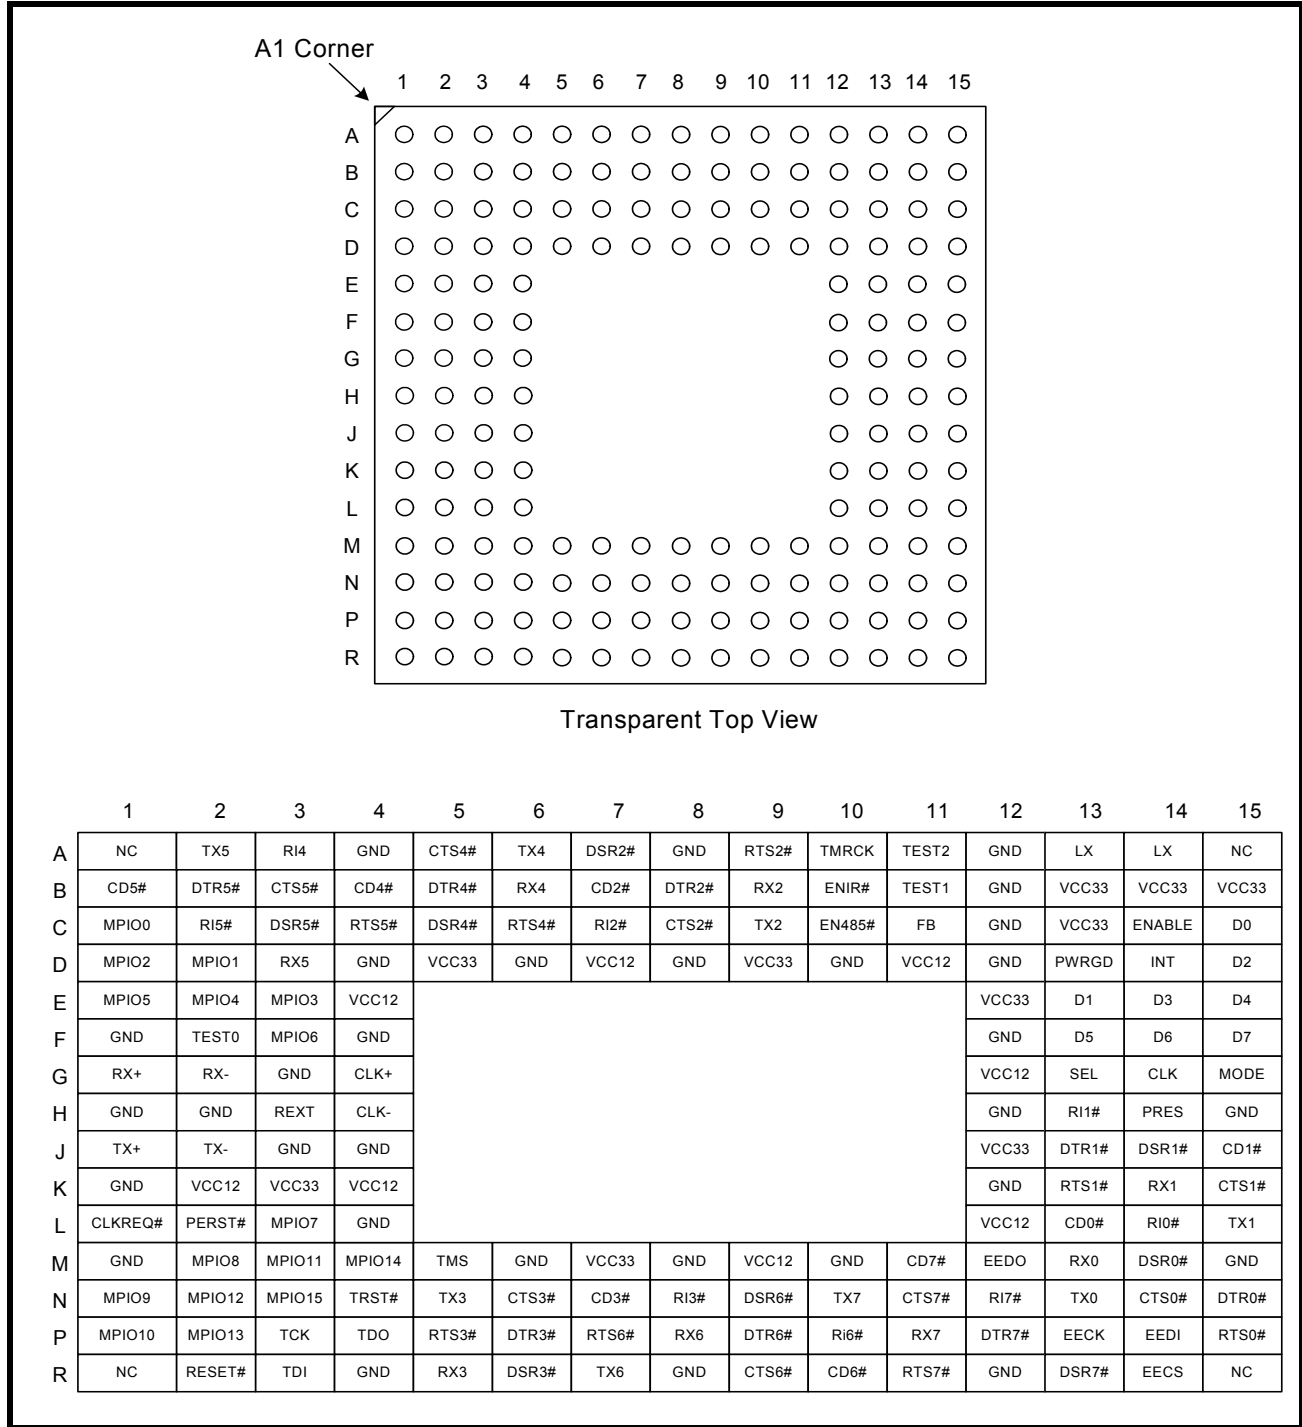 A1 Corner
1 2 3 4 5 6 7 8 9 10 11 12 13 14 15
A
B
C
D
E
F
G
H
J
K
L
M
N
P
R
Transparent Top View
1 2 3 4 5 6 7 8 9 10 11 12 13 14 15
A NC TX5 RI4 GND CTS4# TX4 DSR2# GND RTS2# TMRCK TEST2 GND LX LX NC
B CD5# DTR5# CTS5# CD4# DTR4# RX4 CD2# DTR2# RX2 ENIR# TEST1 GND VCC33 VCC33 VCC33
C MPIO0 RI5# DSR5# RTS5# DSR4# RTS4# RI2# CTS2# TX2 EN485# FB GND VCC33 ENABLE D0
D MPIO2 MPIO1 RX5 GND VCC33 GND VCC12 GND VCC33 GND VCC12 GND PWRGD INT D2
E MPIO5 MPIO4 MPIO3 VCC12 VCC33 D1 D3 D4
F GND TEST0 MPIO6 GND GND D5 D6 D7
G RX+ RX- GND CLK+ VCC12 SEL CLK MODE
H GND GND REXT CLK- GND RI1# PRES GND
J TX+ TX- GND GND VCC33 DTR1# DSR1# CD1#
K GND VCC12 VCC33 VCC12 GND RTS1# RX1 CTS1#
L CLKREQ# PERST# MPIO7 GND VCC12 CD0# RI0# TX1
M GND MPIO8 MPIO11 MPIO14 TMS GND VCC33 GND VCC12 GND CD7# EEDO RX0 DSR0# GND
N MPIO9 MPIO12 MPIO15 TRST# TX3 CTS3# CD3# RI3# DSR6# TX7 CTS7# RI7# TX0 CTS0# DTR0#
P MPIO10 MPIO13 TCK TDO RTS3# DTR3# RTS6# RX6 DTR6# Ri6# RX7 DTR7# EECK EEDI RTS0#
R NC RESET# TDI GND RX3 DSR3# TX6 GND CTS6# CD6# RTS7# GND DSR7# EECS NC